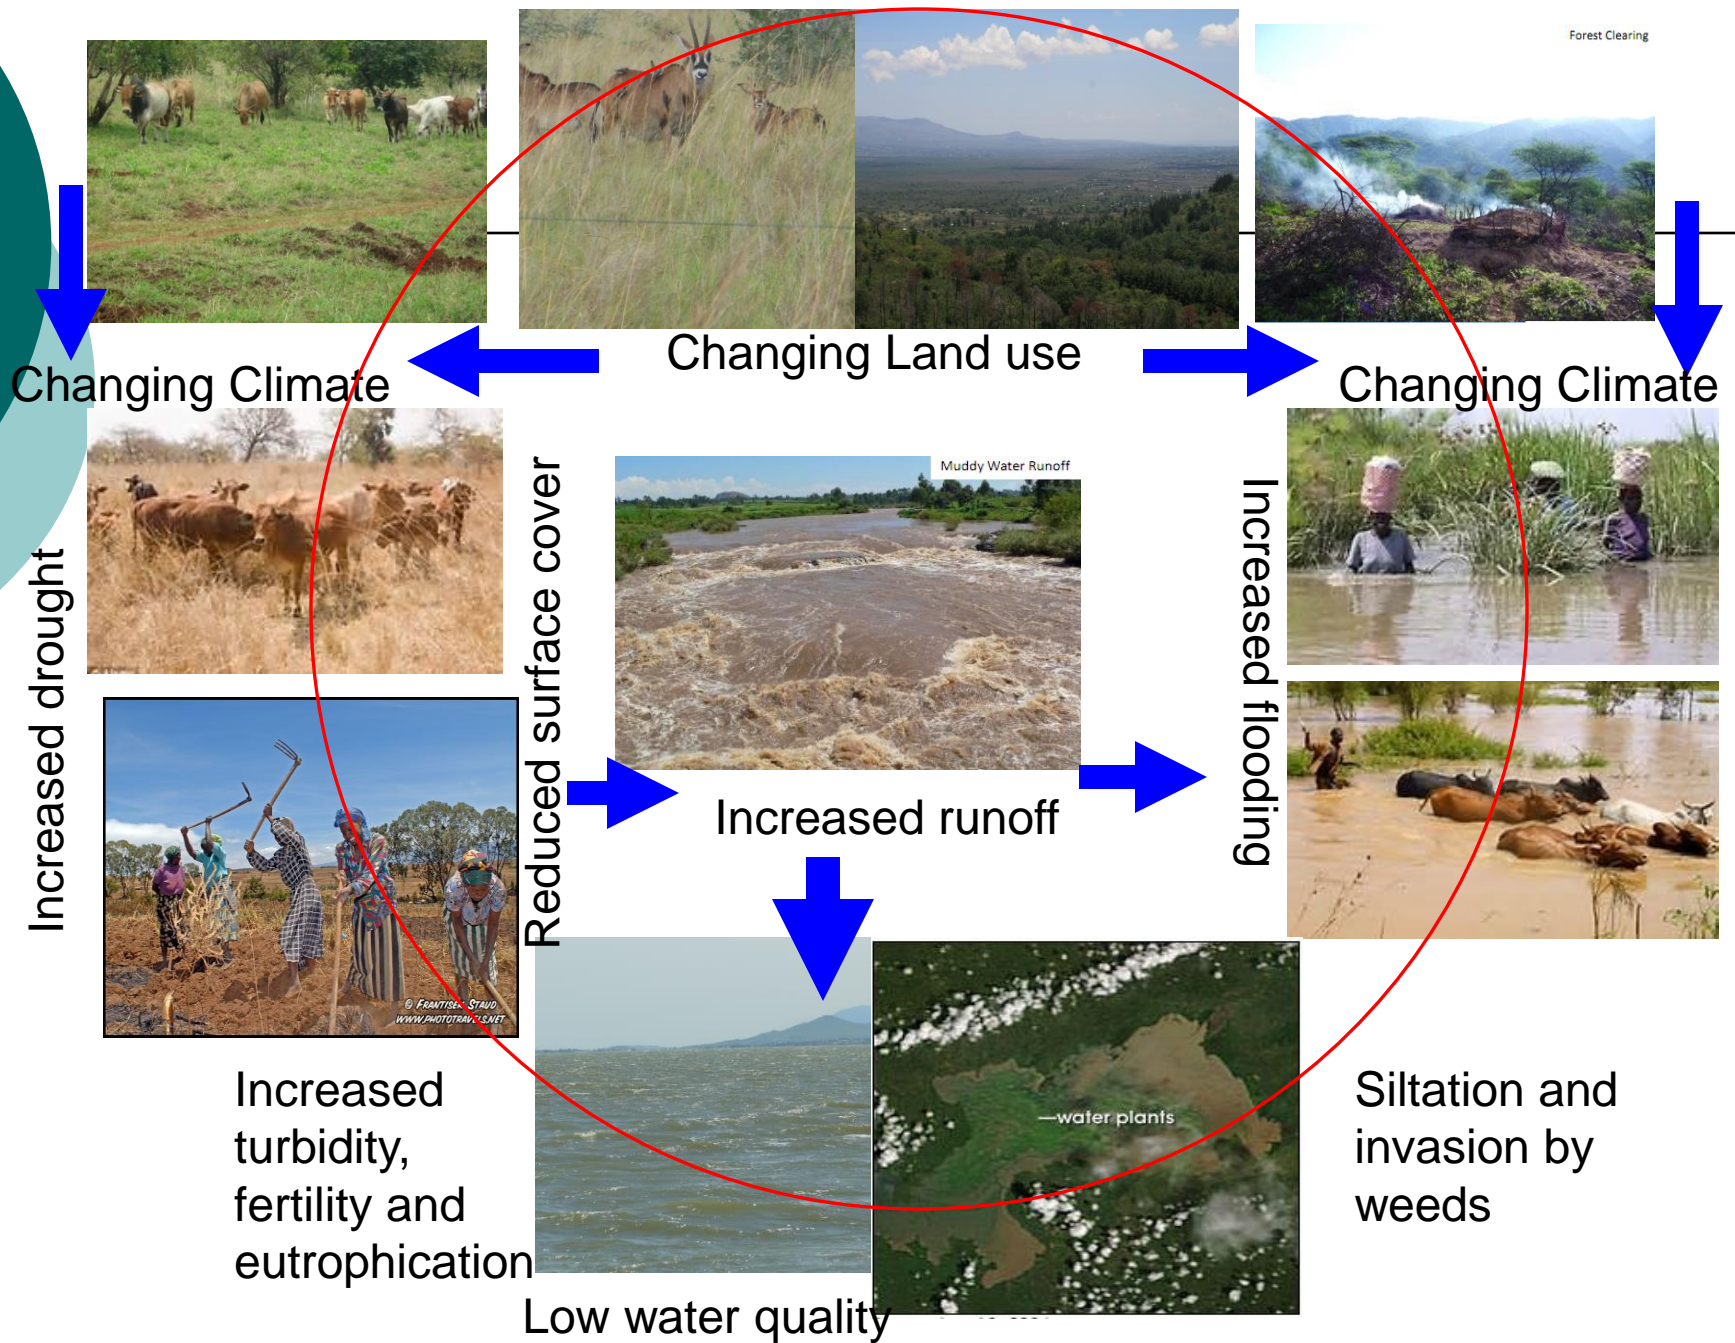 Forest Clearing
Changing Land use
Changing Climate
Changing Climate
Increased drought
Reduced surface cover
Muddy Water Runoff
Increased runoff
Increased flooding
© FRANTISEK STAUD
WWW.PHOTOTRAVELS.NET
—water plants
Increased
turbidity,
fertility and
eutrophication
Siltation and
invasion by
weeds
Low water quality